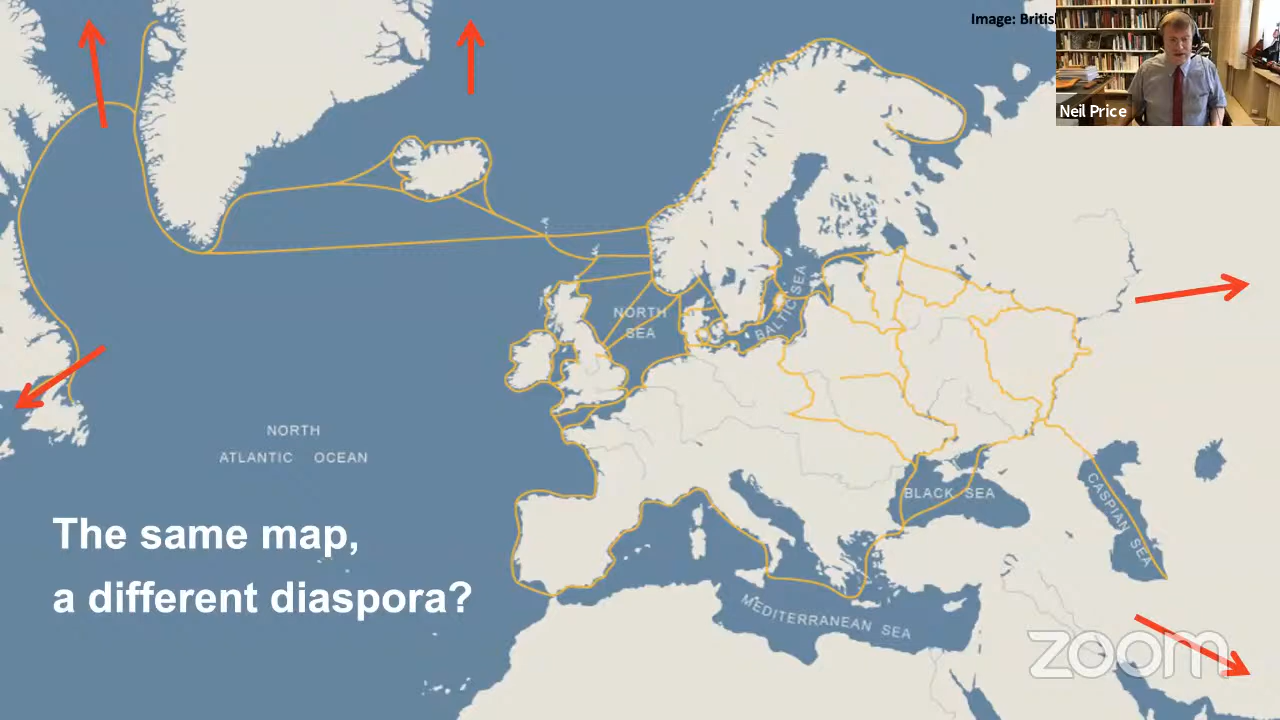 Image: Britis
Neil Price
NORTH
SEA
BALTIC SEA
NORTH
ATLANTIC OCEAN
BLACK SEA
CASPIAN SEA
The same map,
a different diaspora?
MEDITERRANEAN SEA
zoom